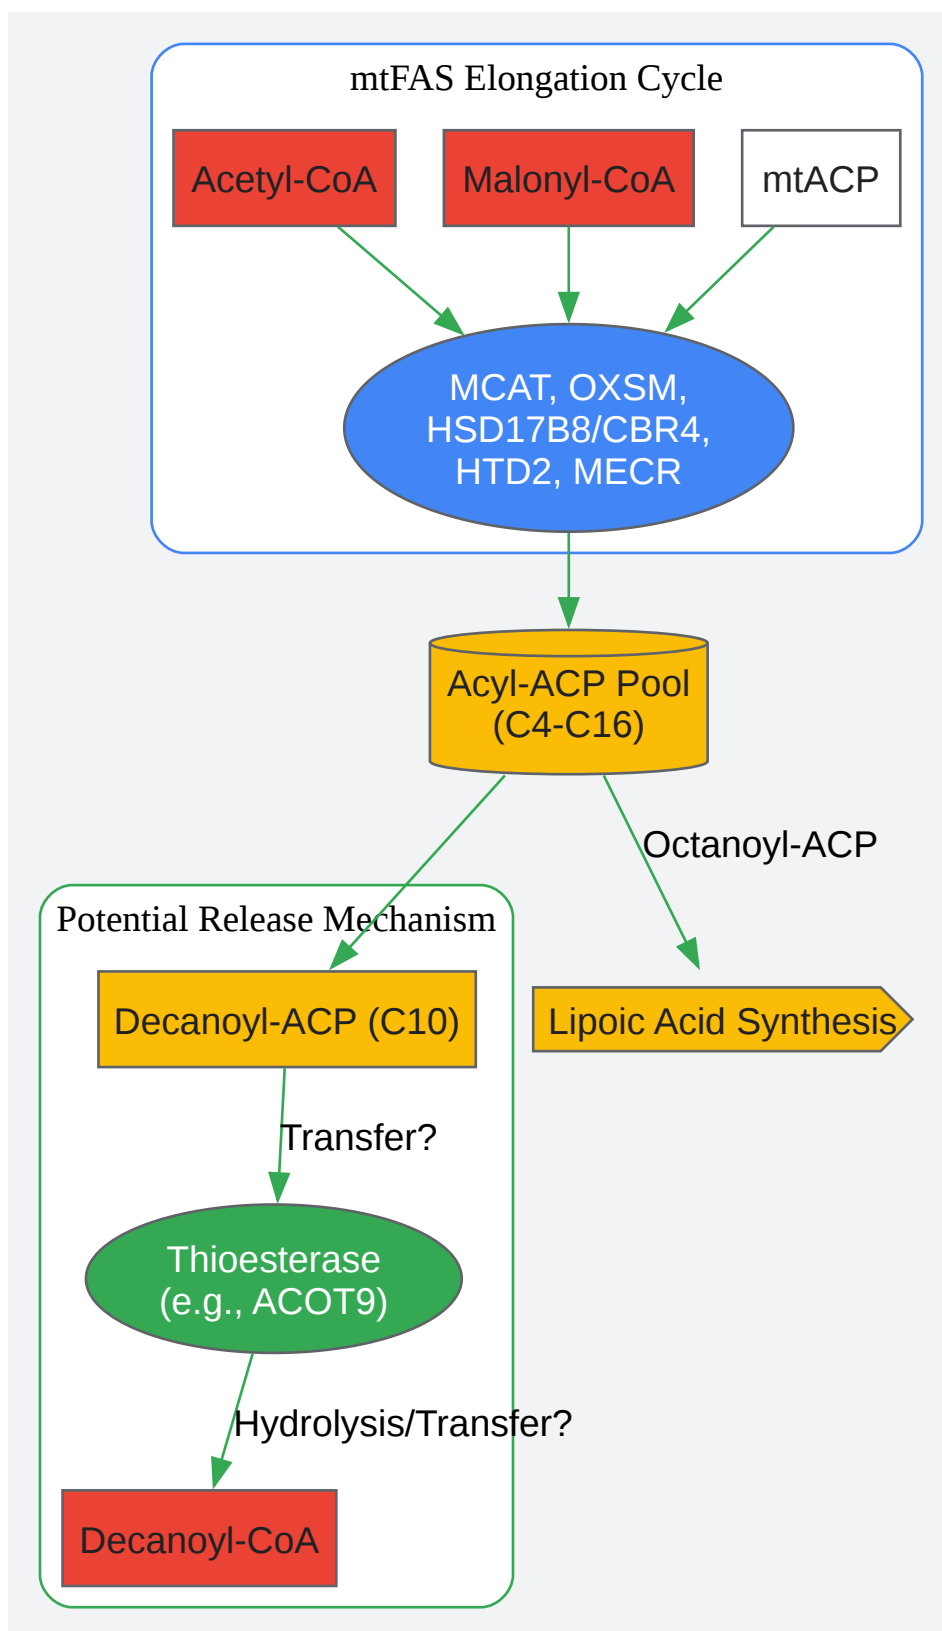 mtFAS Elongation Cycle
Acetyl-CoA
Malonyl-CoA
mtACP
MCAT, OXSM,
HSD17B8/CBR4,
HTD2, MECR
Acyl-ACP Pool
(C4-C16)
Octanoyl-ACP
Potential Release Mechanism
Decanoyl-ACP (C10)
Lipoic Acid Synthesis
Transfer?
Thioesterase
(e.g., ACOT9)
Hydrolysis/Transfer?
Decanoyl-CoA